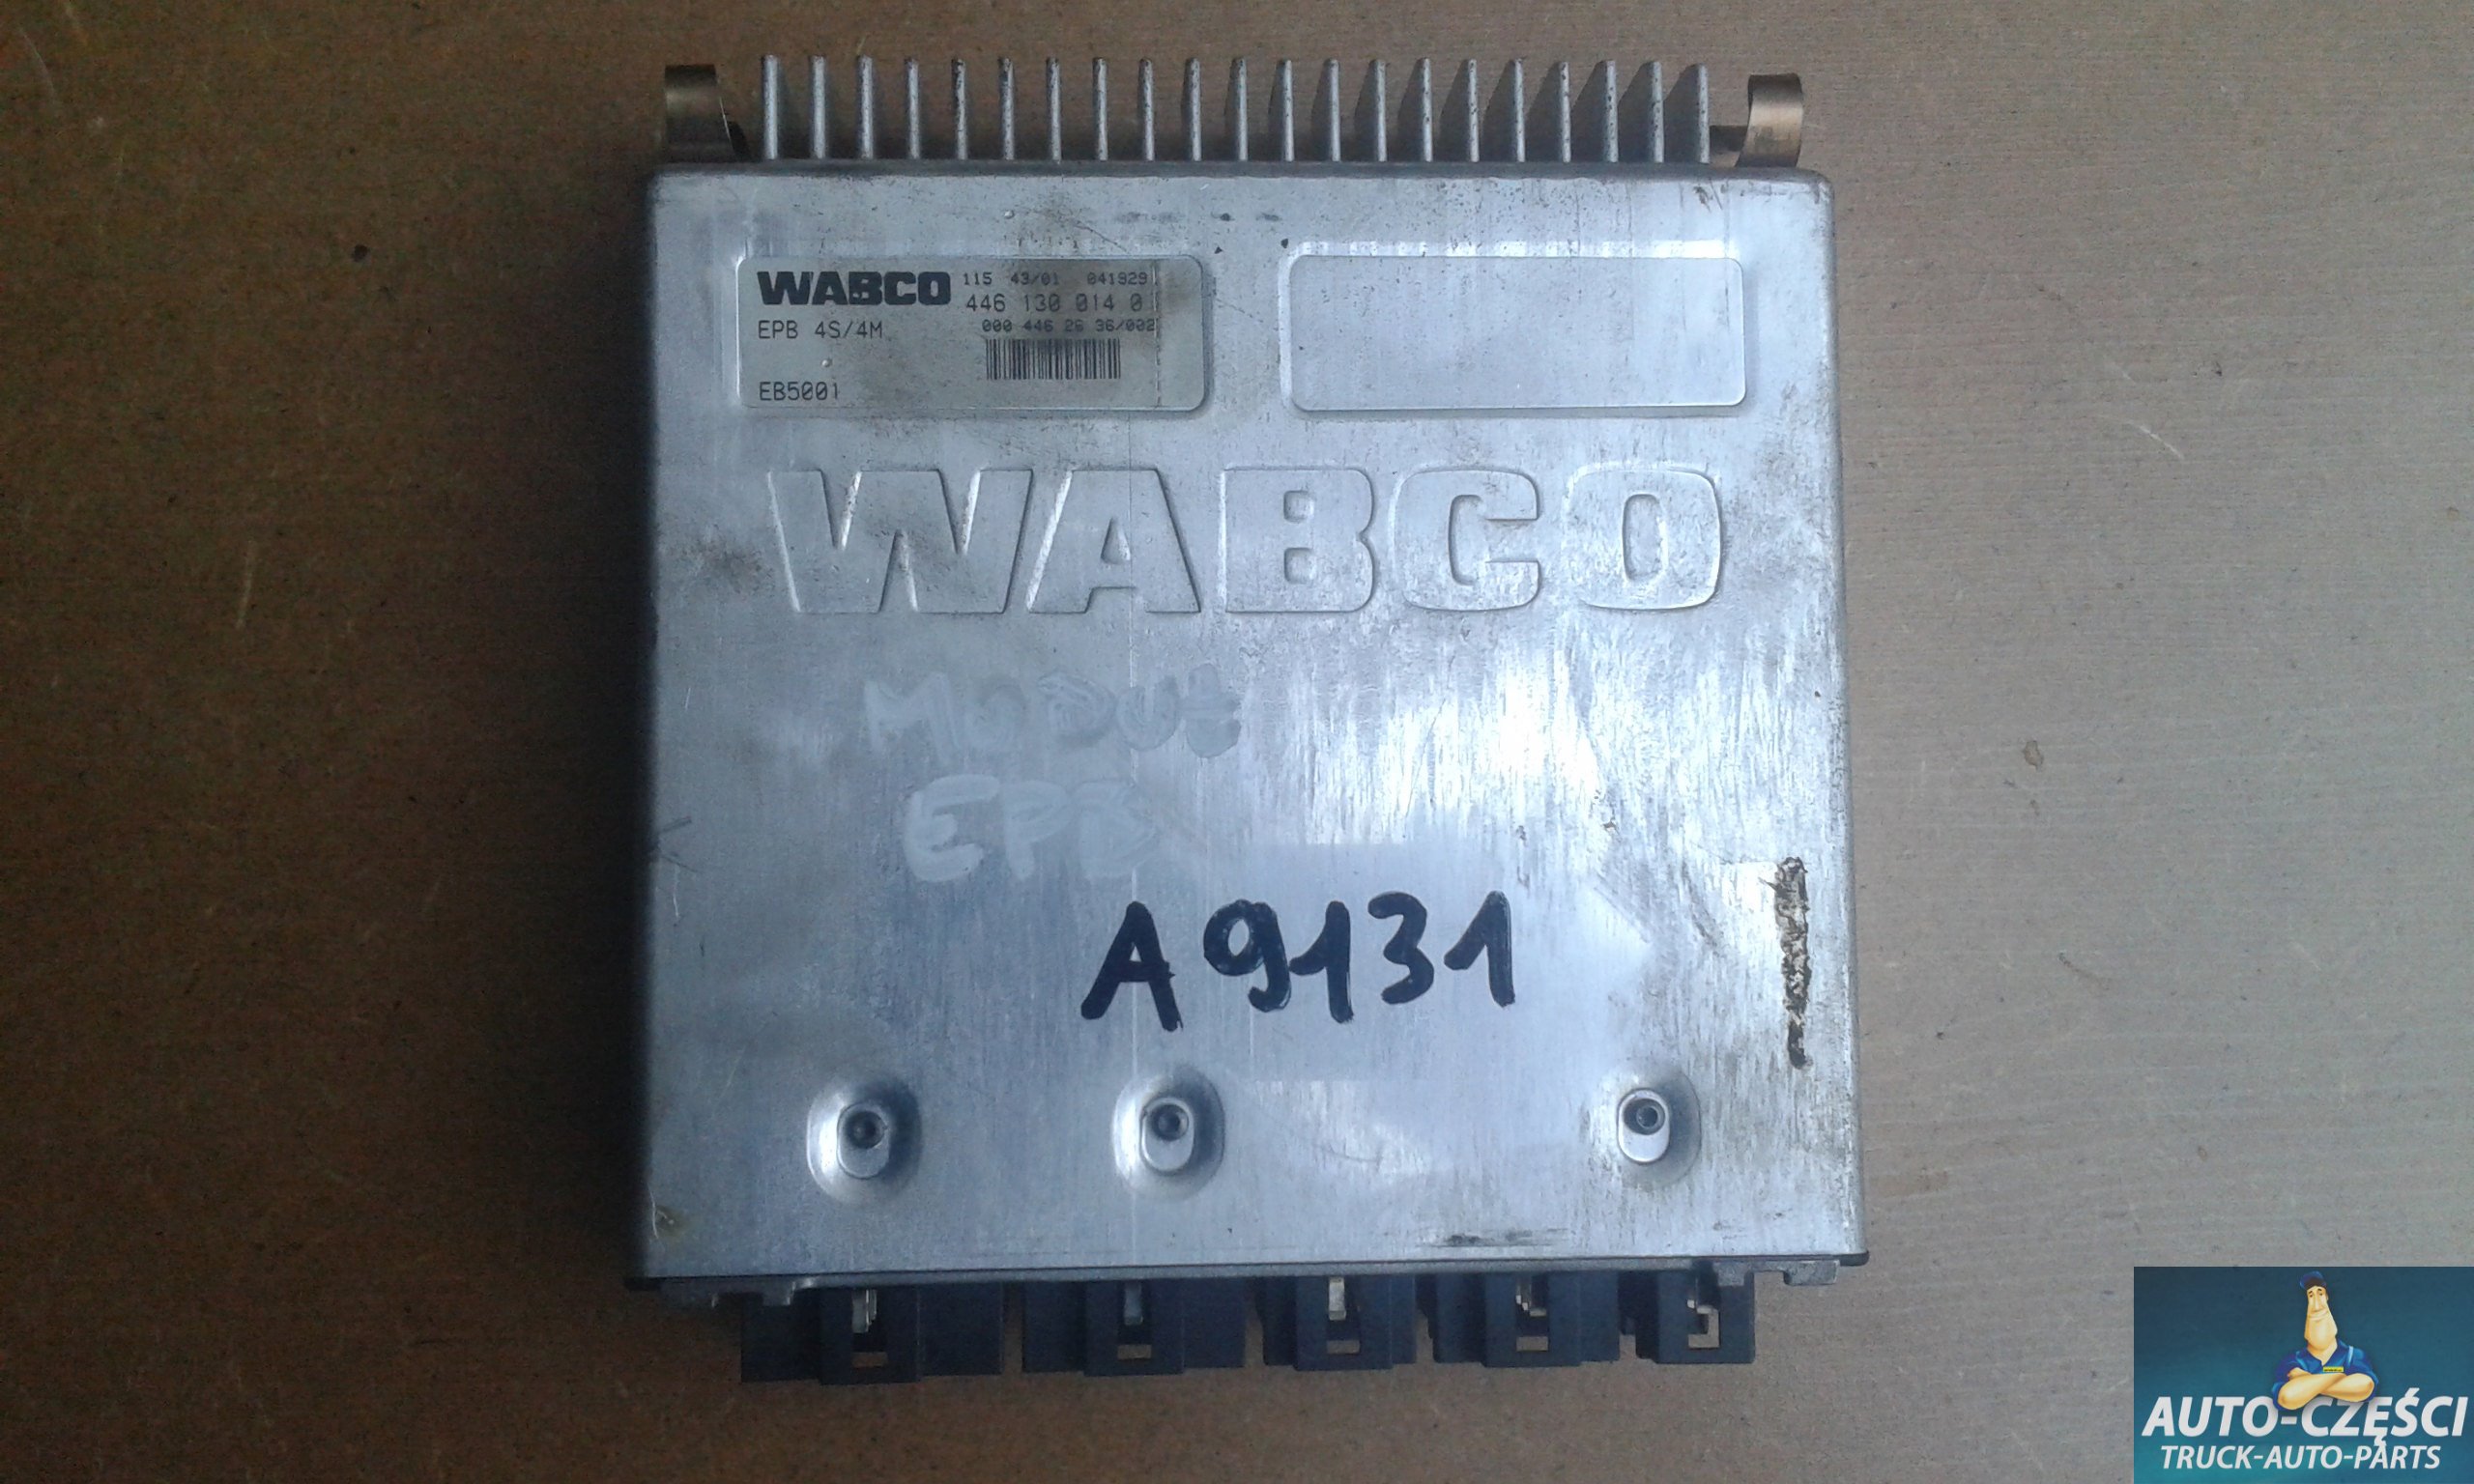 WABCO 115 43/01 041929
446 130 014 0
EPB 4S/4M 000 446 26 36/002
EB5001
WABCO
MODUŁ
EPB
A9131
AUTO-CZĘŚCI
TRUCK-AUTO-PARTS